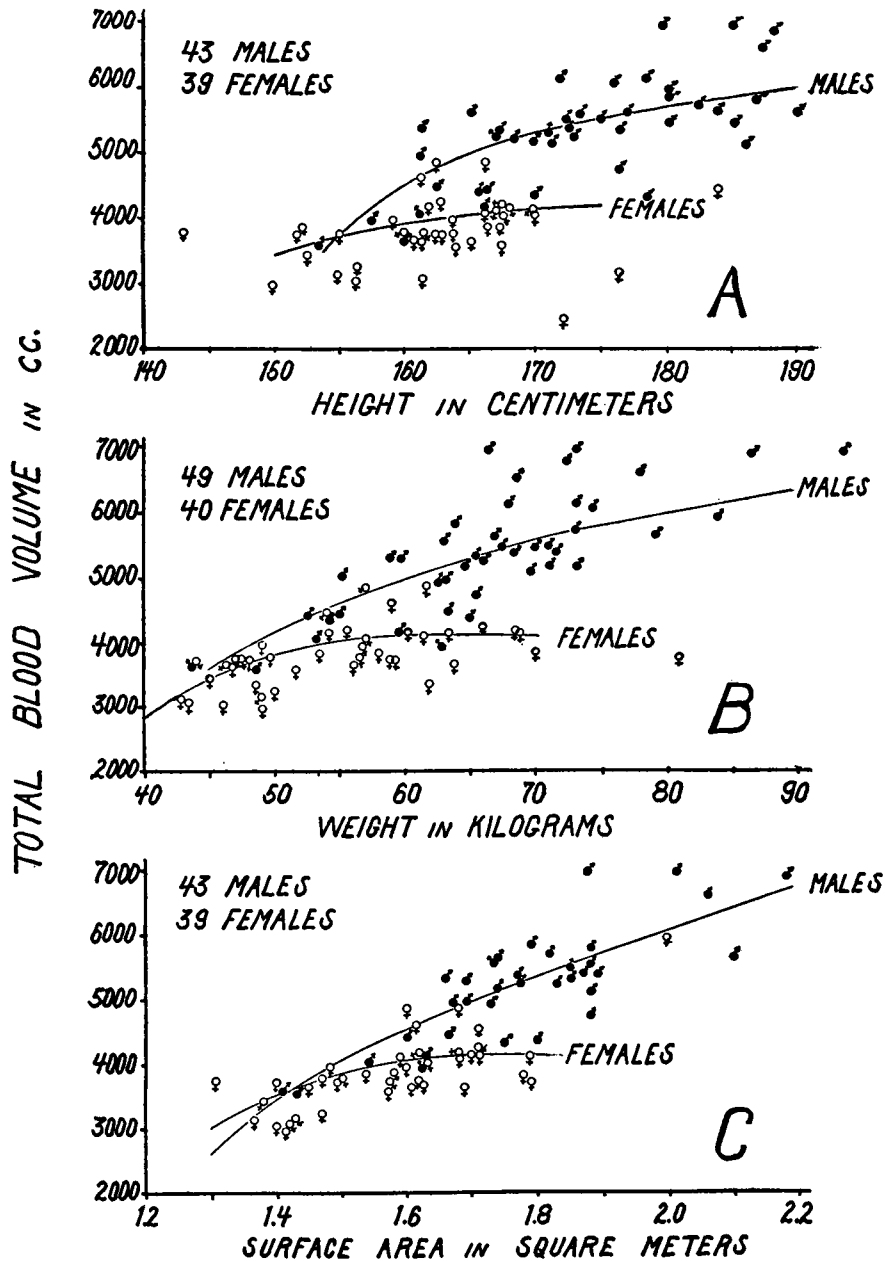 TOTAL BLOOD VOLUME IN CC.
7000
6000
5000
4000
3000
2000
43 MALES
39 FEMALES
MALES
FEMALES
A
140 160 160 170 180 190
HEIGHT IN CENTIMETERS
7000
6000
5000
4000
3000
2000
49 MALES
40 FEMALES
MALES
FEMALES
B
40 50 60 70 80 90
WEIGHT IN KILOGRAMS
7000
6000
5000
4000
3000
2000
43 MALES
39 FEMALES
MALES
FEMALES
C
1.2 1.4 1.6 1.8 2.0 2.2
SURFACE AREA IN SQUARE METERS